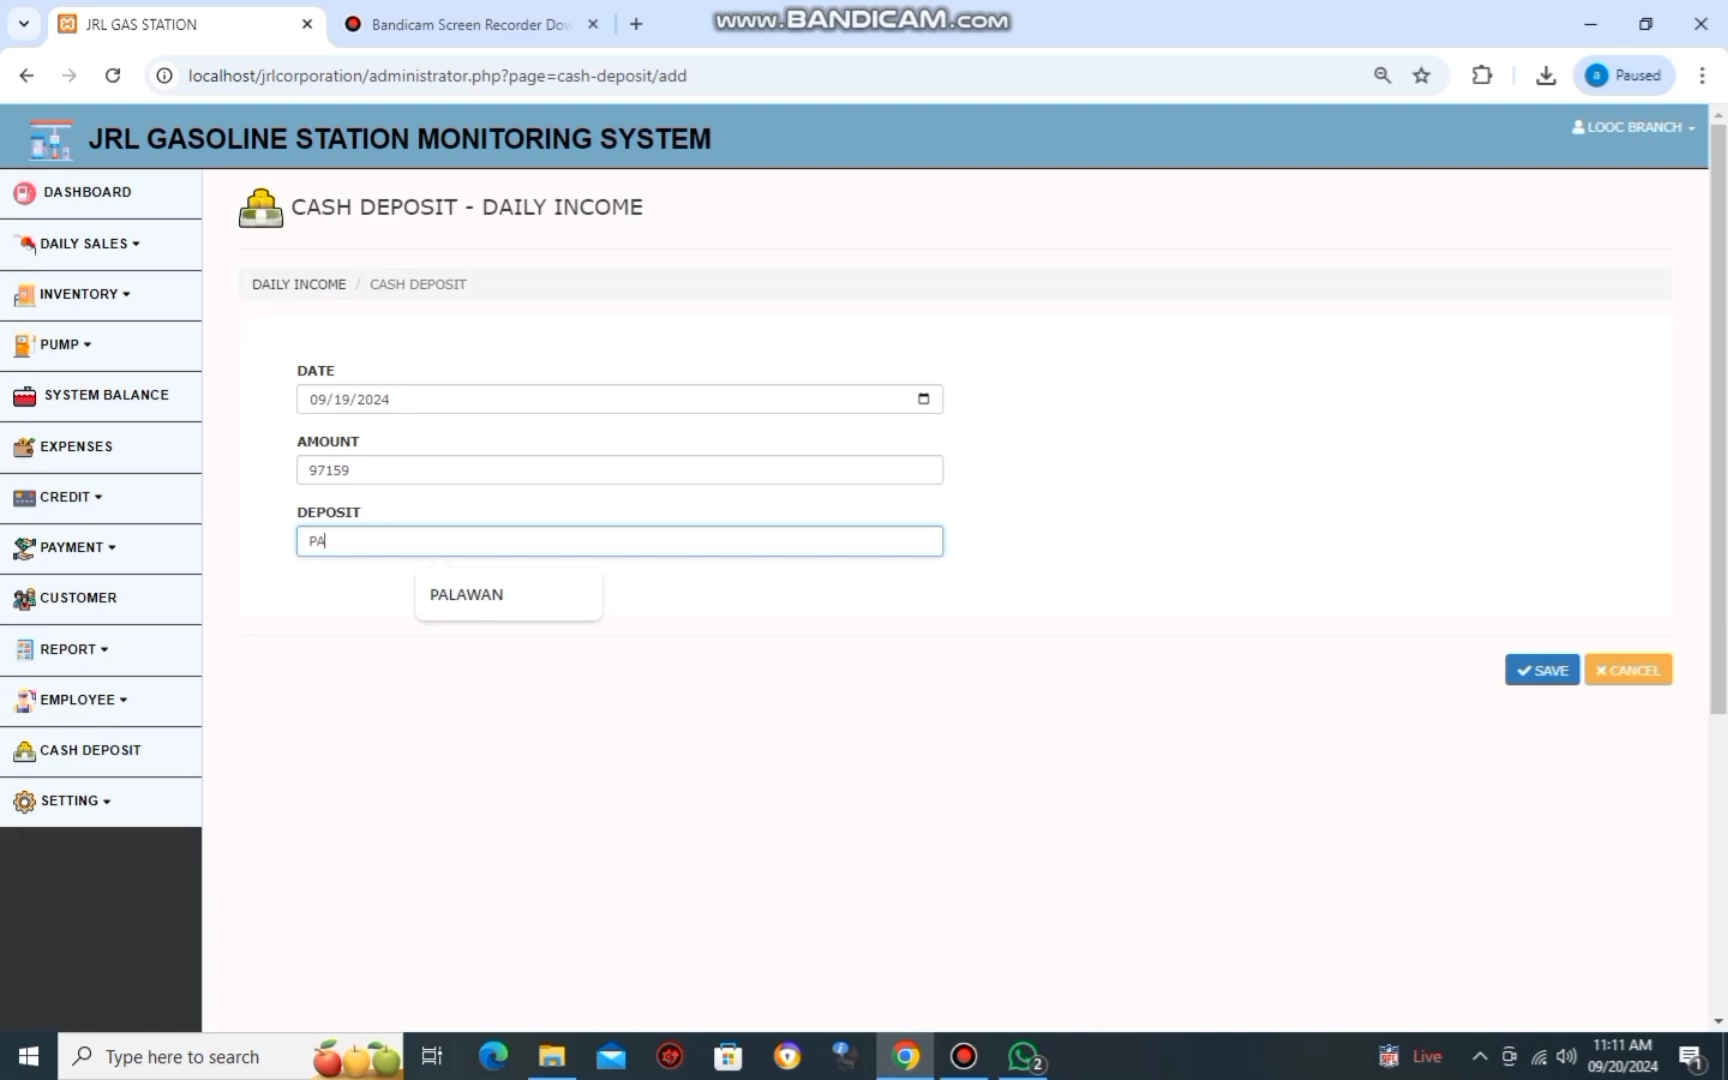 JRL GAS STATION
Bandicam Screen Recorder Dow
www.BANDICAM.com
localhost/jrlcorporation/administrator.php?page=cash-deposit/add
a Paused
JRL GASOLINE STATION MONITORING SYSTEM
LOOC BRANCH
DASHBOARD
DAILY SALES
INVENTORY
PUMP
SYSTEM BALANCE
EXPENSES
CREDIT
PAYMENT
CUSTOMER
REPORT
EMPLOYEE
CASH DEPOSIT
SETTING
CASH DEPOSIT - DAILY INCOME
DAILY INCOME / CASH DEPOSIT
DATE
09/19/2024
AMOUNT
97159
DEPOSIT
PA
PALAWAN
SAVE
CANCEL
Type here to search
2
Live
11:11 AM
09/20/2024
1